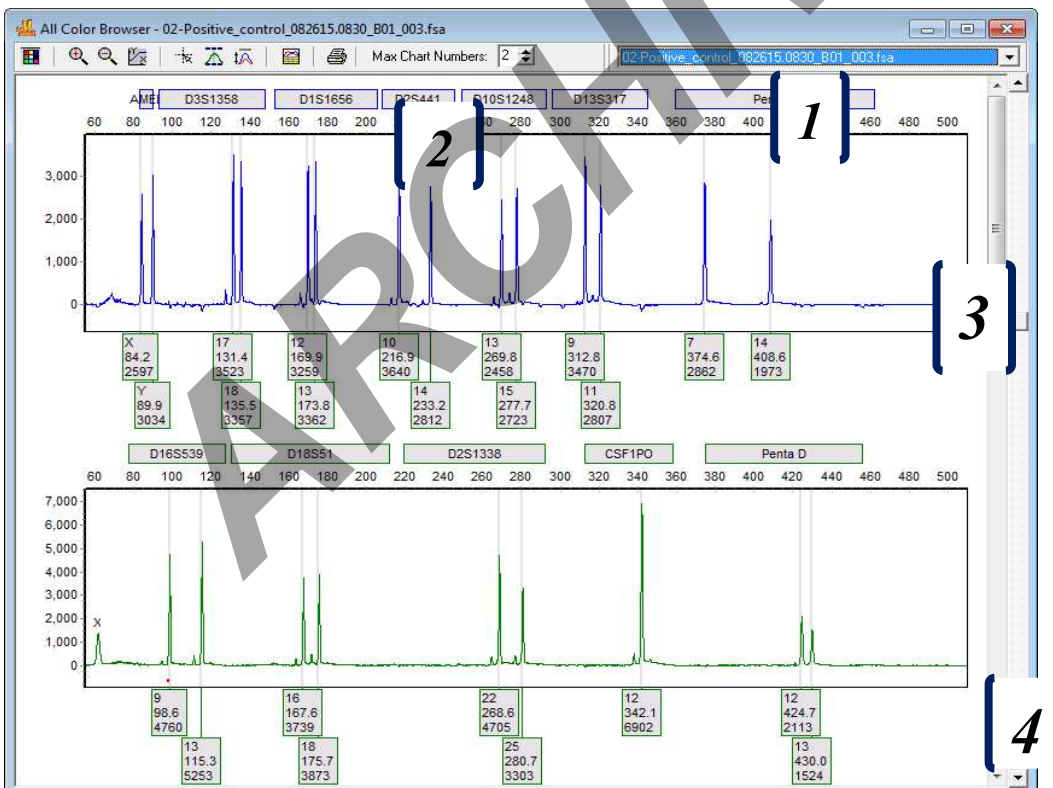 All Color Browser - 02-Positive_control_082615.0830_B01_003.fsa
Max Chart Numbers: 2 02-Positive_control_082615.0830_B01_003.fsa
D3S1358 D1S1656 D2S441 D10S1248 D13S317
60 80 100 120 140 160 180 200 280 300 320 340 360 380 400 460 480 500
1
2
3,000
2,000
1,000
0
3
X 17 12 10 13 9 7 14
84.2 131.4 169.9 216.9 269.8 312.8 374.6 408.6
2597 3523 3259 3640 2458 3470 2862 1973
Y 18 13 14 15 11
89.9 135.5 173.8 233.2 277.7 320.8
3034 3357 3362 2812 2723 2807
D16S539 D18S51 D2S1338 CSF1PO Penta D
60 80 100 120 140 160 180 200 220 240 260 280 300 320 340 360 380 400 420 440 460 480 500
7,000
6,000
5,000
4,000
3,000
2,000
1,000
0
X
9 16 22 12 12
98.6 167.6 268.6 342.1 424.7
4760 3739 4705 6902 2113
13 18 25 13
115.3 175.7 280.7 430.0
5253 3873 3303 1524
4